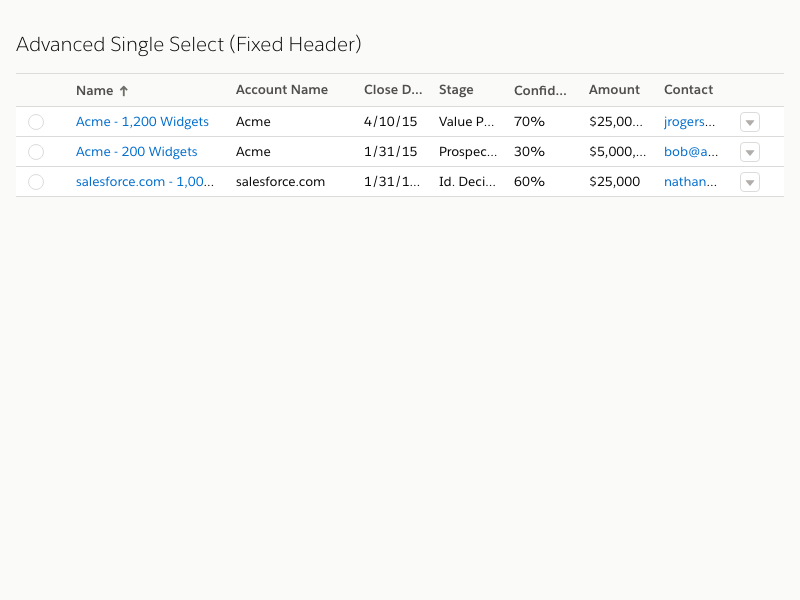 Advanced Single Select (Fixed Header)
Name Account Name Close D... Stage Confid... Amount Contact
Acme - 1,200 Widgets Acme 4/10/15 Value P... 70% $25,00... jrogers...
Acme - 200 Widgets Acme 1/31/15 Prospec... 30% $5,000,... bob@a...
salesforce.com - 1,00... salesforce.com 1/31/1... Id. Deci... 60% $25,000 nathan...